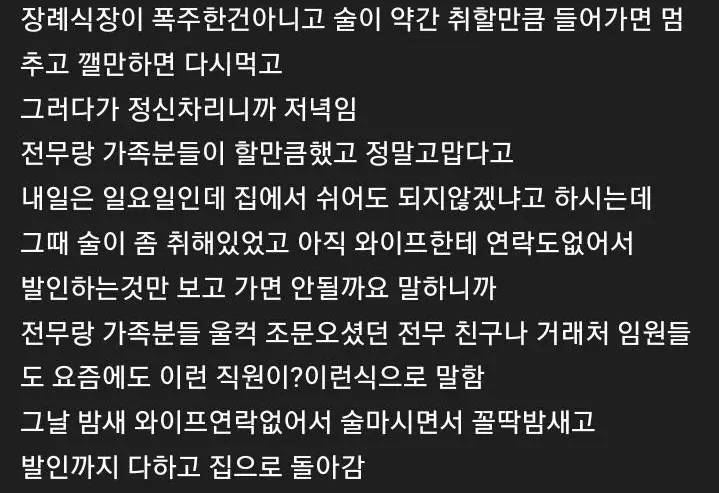 장례식장이 폭주한건아니고 술이 약간 취할만큼 들어가면 멈
추고 깰만하면 다시먹고
그러다가 정신차리니까 저녁임
전무랑 가족분들이 할만큼했고 정말고맙다고
내일은 일요일인데 집에서 쉬어도 되지않겠냐고 하시는데
그때 술이 좀 취해있었고 아직 와이프한테 연락도없어서
발인하는것만 보고 가면 안될까요 말하니까
전무랑 가족분들 울컥 조문오셨던 전무 친구나 거래처 임원들
도 요즘에도 이런 직원이?이런식으로 말함
그날 밤새 와이프연락없어서 술마시면서 꼴딱밤새고
발인까지 다하고 집으로 돌아감